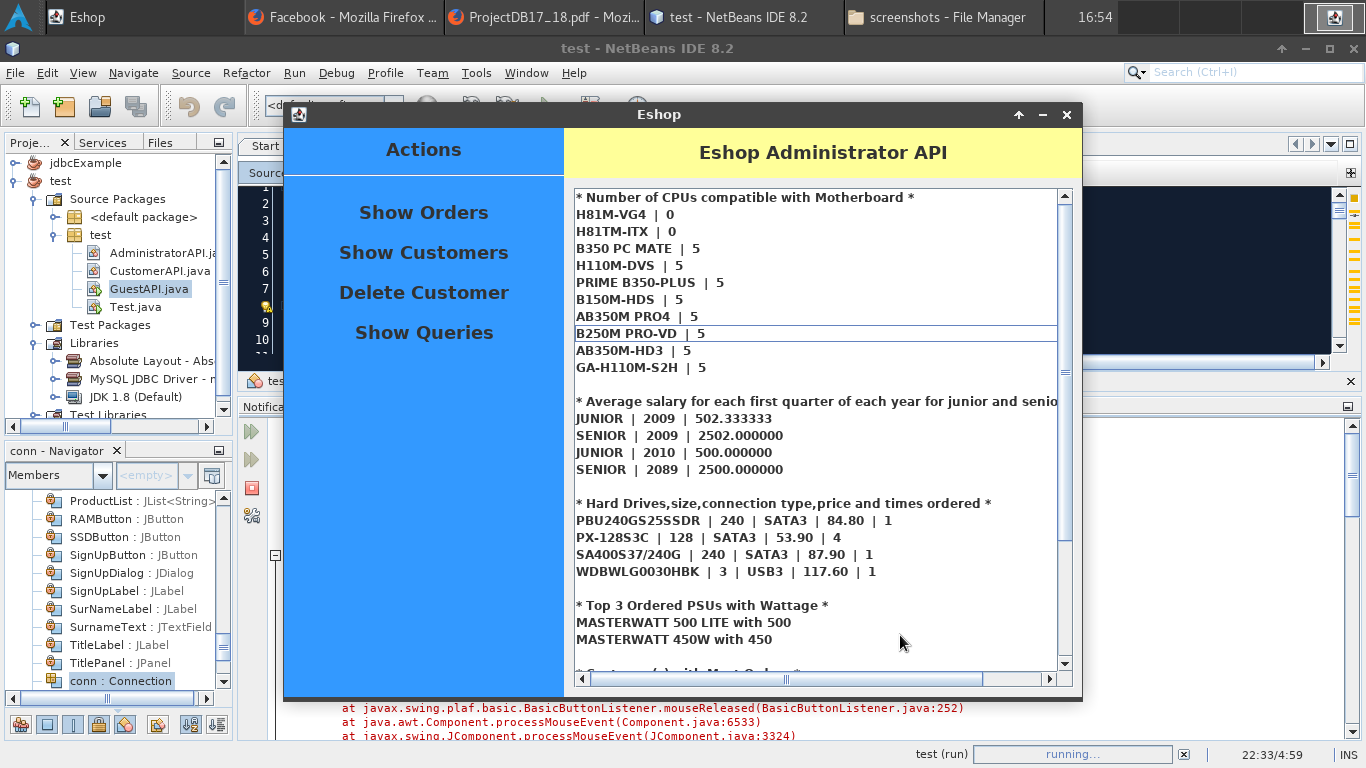 Eshop
Facebook - Mozilla Firefox ...
ProjectDB17_18.pdf - Mozi...
test - NetBeans IDE 8.2
screenshots - File Manager
16:54
test - NetBeans IDE 8.2
File Edit View Navigate Source Refactor Run Debug Profile Team Tools Window Help
Search (Ctrl+I)
Proje... Services Files
jdbcExample
test
Source Packages
<default package>
test
AdministratorAPI.ja
CustomerAPI.java
GuestAPI.java
Test.java
Test Packages
Libraries
Absolute Layout - Abs
MySQL JDBC Driver - m
JDK 1.8 (Default)
Test Libraries
conn - Navigator
Members
<empty>
ProductList : JList<String>
RAMButton : JButton
SSDButton : JButton
SignUpButton : JButton
SignUpDialog : JDialog
SignUpLabel : JLabel
SurNameLabel : JLabel
SurnameText : JTextField
TitleLabel : JLabel
TitlePanel : JPanel
conn : Connection
Start
Source
1
2
3
4
5
6
7
9
10
11
tes
Notifica
Eshop
Actions
Show Orders
Show Customers
Delete Customer
Show Queries
Eshop Administrator API
* Number of CPUs compatible with Motherboard *
H81M-VG4 | 0
H81TM-ITX | 0
B350 PC MATE | 5
H110M-DVS | 5
PRIME B350-PLUS | 5
B150M-HDS | 5
AB350M PRO4 | 5
B250M PRO-VD | 5
AB350M-HD3 | 5
GA-H110M-S2H | 5
* Average salary for each first quarter of each year for junior and senio
JUNIOR | 2009 | 502.333333
SENIOR | 2009 | 2502.000000
JUNIOR | 2010 | 500.000000
SENIOR | 2089 | 2500.000000
* Hard Drives,size,connection type,price and times ordered *
PBU240GS25SSDR | 240 | SATA3 | 84.80 | 1
PX-128S3C | 128 | SATA3 | 53.90 | 4
SA400S37/240G | 240 | SATA3 | 87.90 | 1
WDBWLG0030HBK | 3 | USB3 | 117.60 | 1
* Top 3 Ordered PSUs with Wattage *
MASTERWATT 500 LITE with 500
MASTERWATT 450W with 450
at javax.swing.plaf.basic.BasicButtonListener.mouseReleased(BasicButtonListener.java:252)
at java.awt.Component.processMouseEvent(Component.java:6533)
at javax.swing.JComponent.processMouseEvent(JComponent.java:3324)
test (run)
running...
22:33/4:59
INS